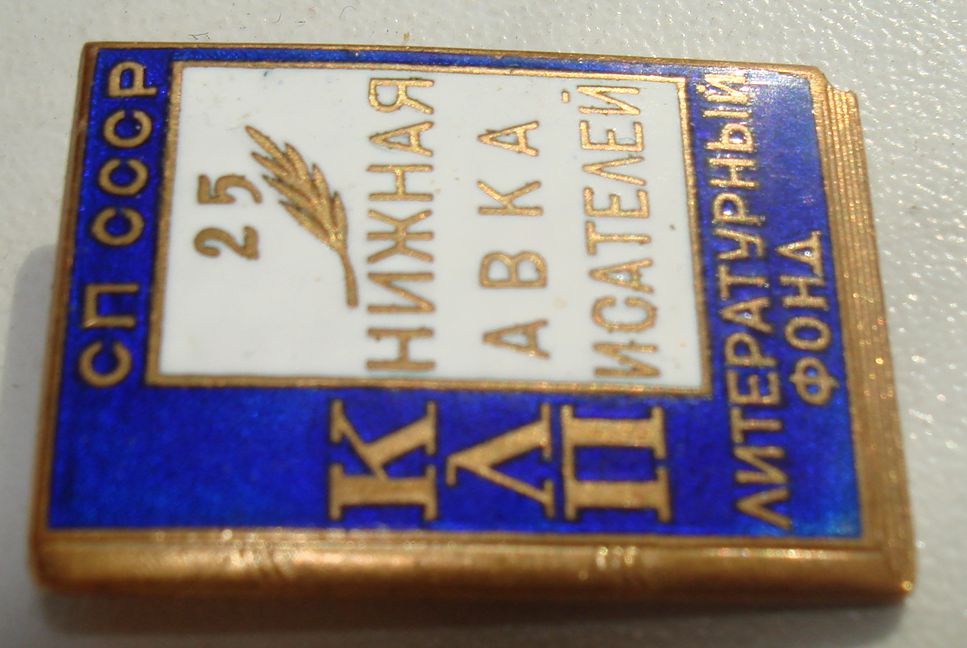 СП СССР
25
КНИЖНАЯ
ЛАВКА
ПИСАТЕЛЕЙ
ЛИТЕРАТУРНЫЙ
ФОНД